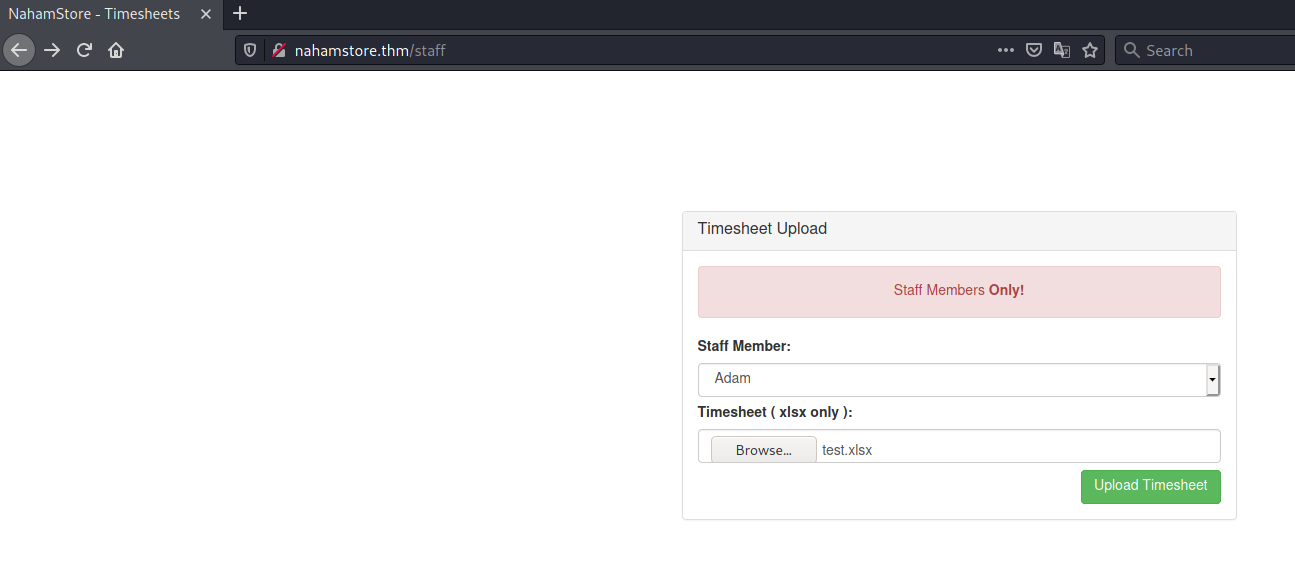 NahamStore - Timesheets
nahamstore.thm/staff
Search
Timesheet Upload
Staff Members Only!
Staff Member:
Adam
Timesheet ( xlsx only ):
Browse... test.xlsx
Upload Timesheet